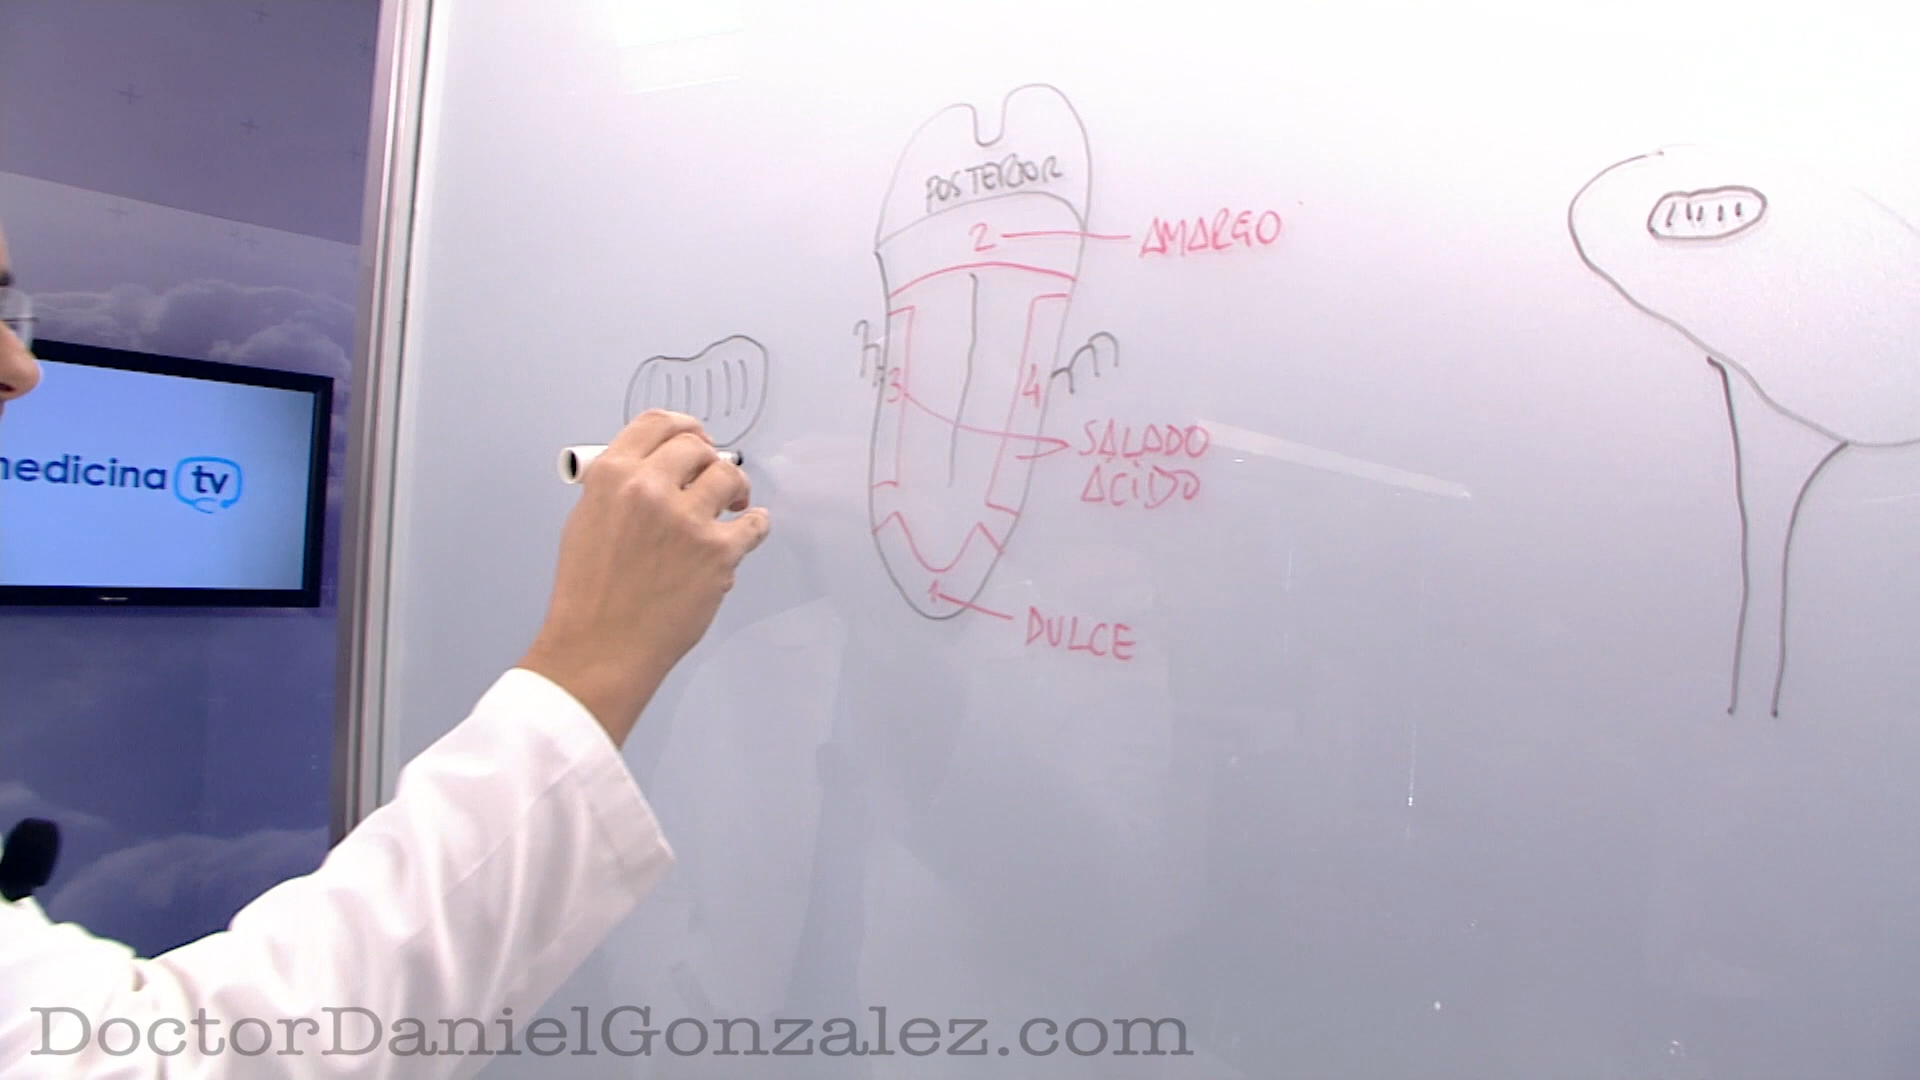 POSTERIOR
2
AMARGO
3
4
SALADO
ACIDO
1
DULCE
medicina tv
DoctorDanielGonzalez.com